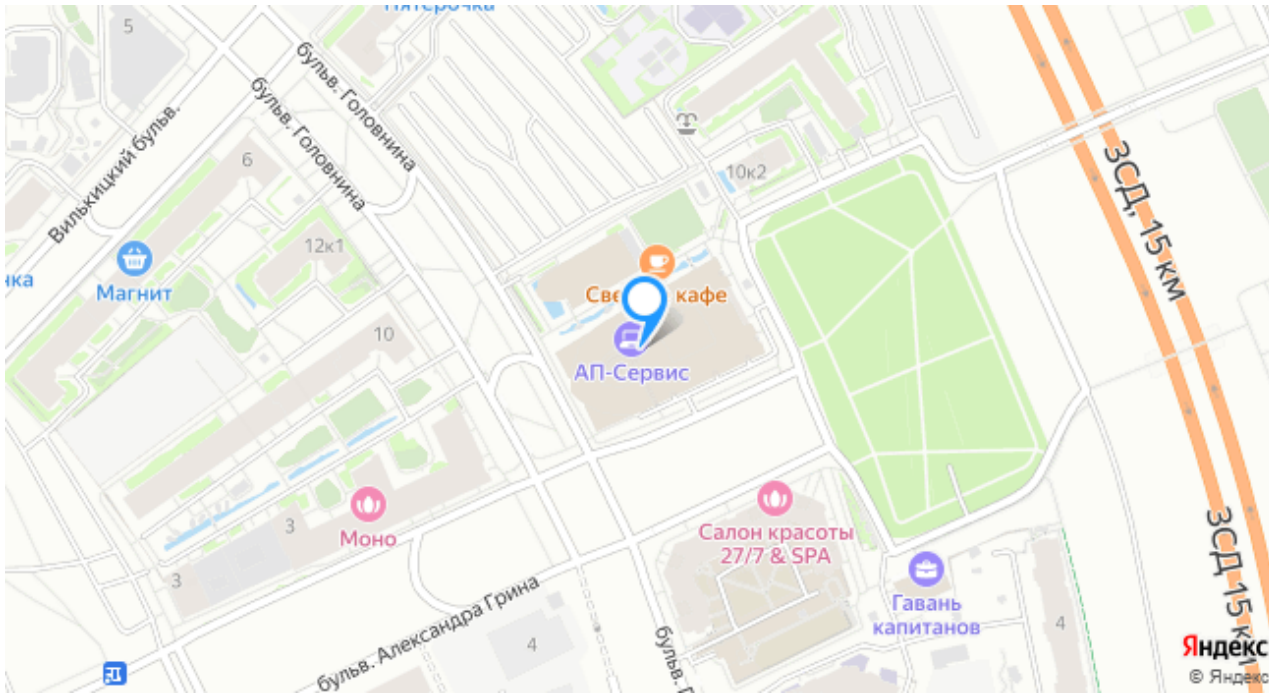 Пятёрочка
5
бульв. Головнина
бульв. Головнина
Вилькицкий бульв.
6
10к2
ЗСД, 15 км
12к1
Магнит
10
кафе
АП-Сервис
Моно
3
3
Салон красоты
27/7 & SPA
Гавань
капитанов
4
4
бульв. Александра Грина
бульв.
ЗСД 15 км
Яндекс
© Яндекс